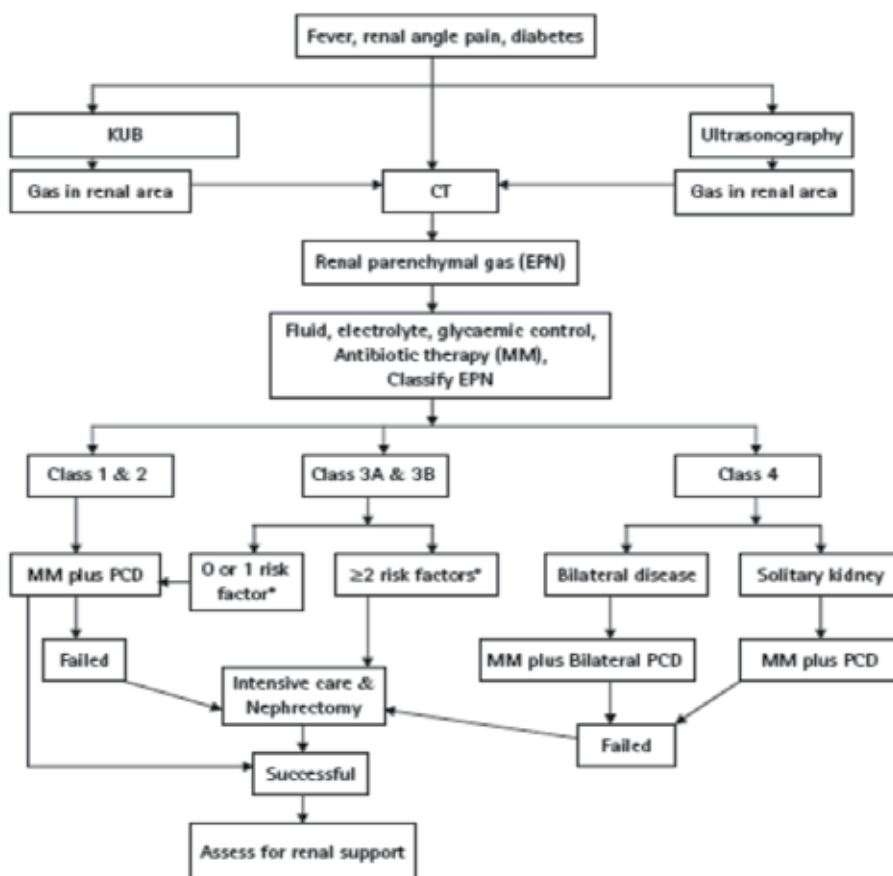 Fever, renal angle pain, diabetes
KUB
Ultrasonography
Gas in renal area
CT
Gas in renal area
Renal parenchymal gas (EPN)
Fluid, electrolyte, glycaemic control,
Antibiotic therapy (MM),
Classify EPN
Class 1 & 2
Class 3A & 3B
Class 4
MM plus PCD
0 or 1 risk
factor*
≥2 risk factors*
Bilateral disease
Solitary kidney
Failed
Intensive care &
Nephrectomy
MM plus Bilateral PCD
MM plus PCD
Failed
Successful
Assess for renal support